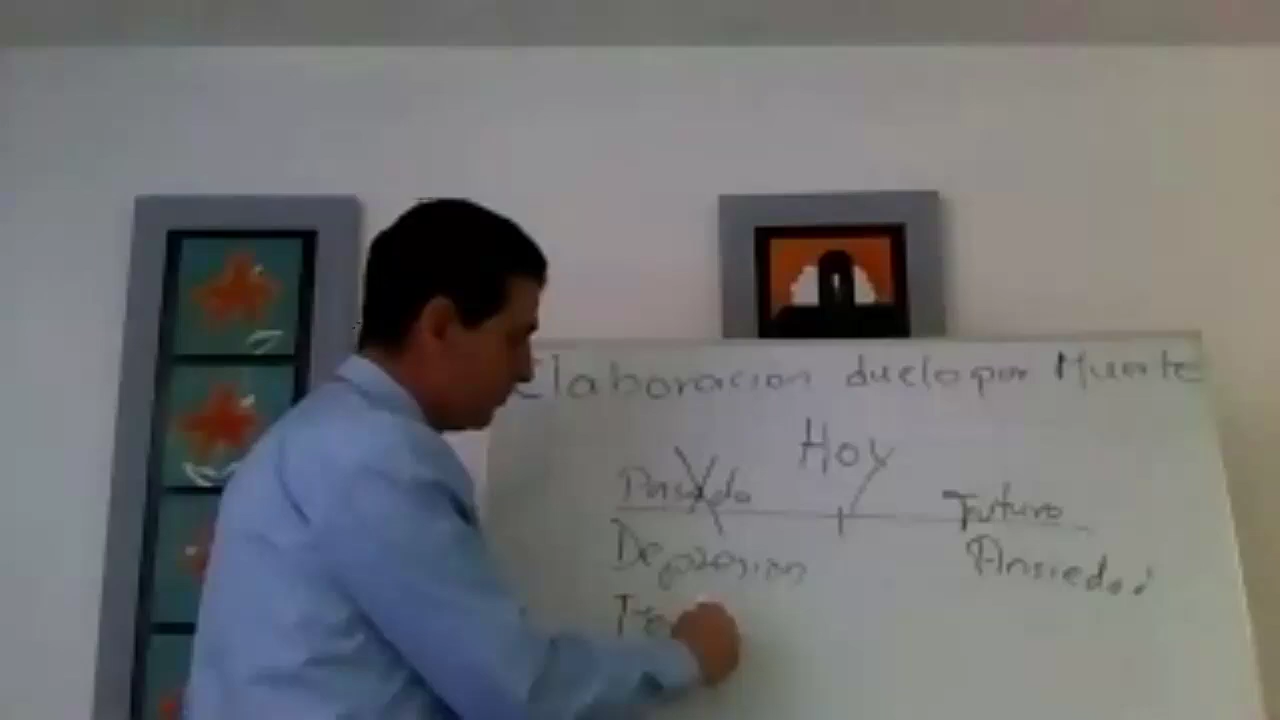 Elaboracion duelo por Muerte
Hoy
Pasado
Futuro
Depresion
Ansiedad